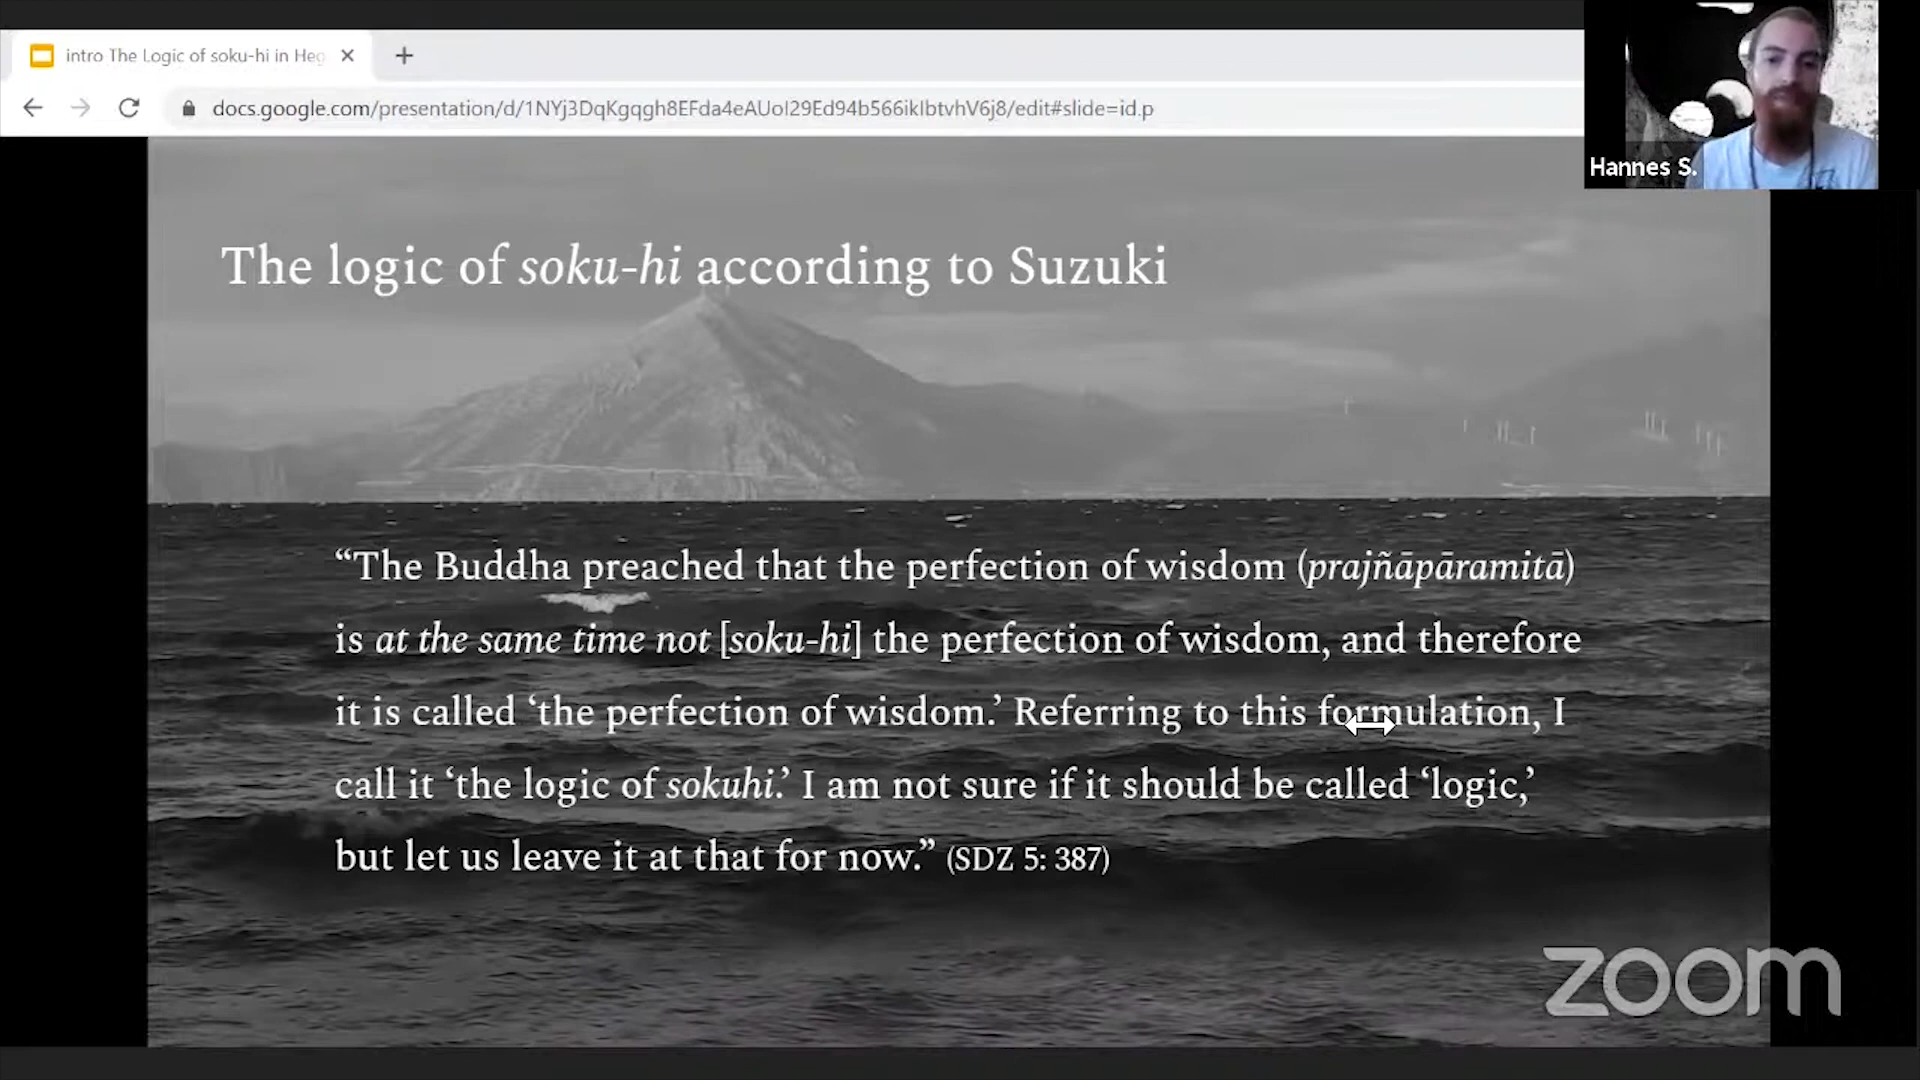 intro The Logic of soku-hi in Heg
docs.google.com/presentation/d/1NYj3DqKgqgh8EFda4eAUoI29Ed94b566ikIbtvhV6j8/edit#slide=id.p
Hannes S.
The logic of soku-hi according to Suzuki
“The Buddha preached that the perfection of wisdom (prajñāpāramitā)
is at the same time not [soku-hi] the perfection of wisdom, and therefore
it is called ‘the perfection of wisdom.’ Referring to this formulation, I
call it ‘the logic of sokuhi.’ I am not sure if it should be called ‘logic,’
but let us leave it at that for now.” (SDZ 5: 387)
zoom